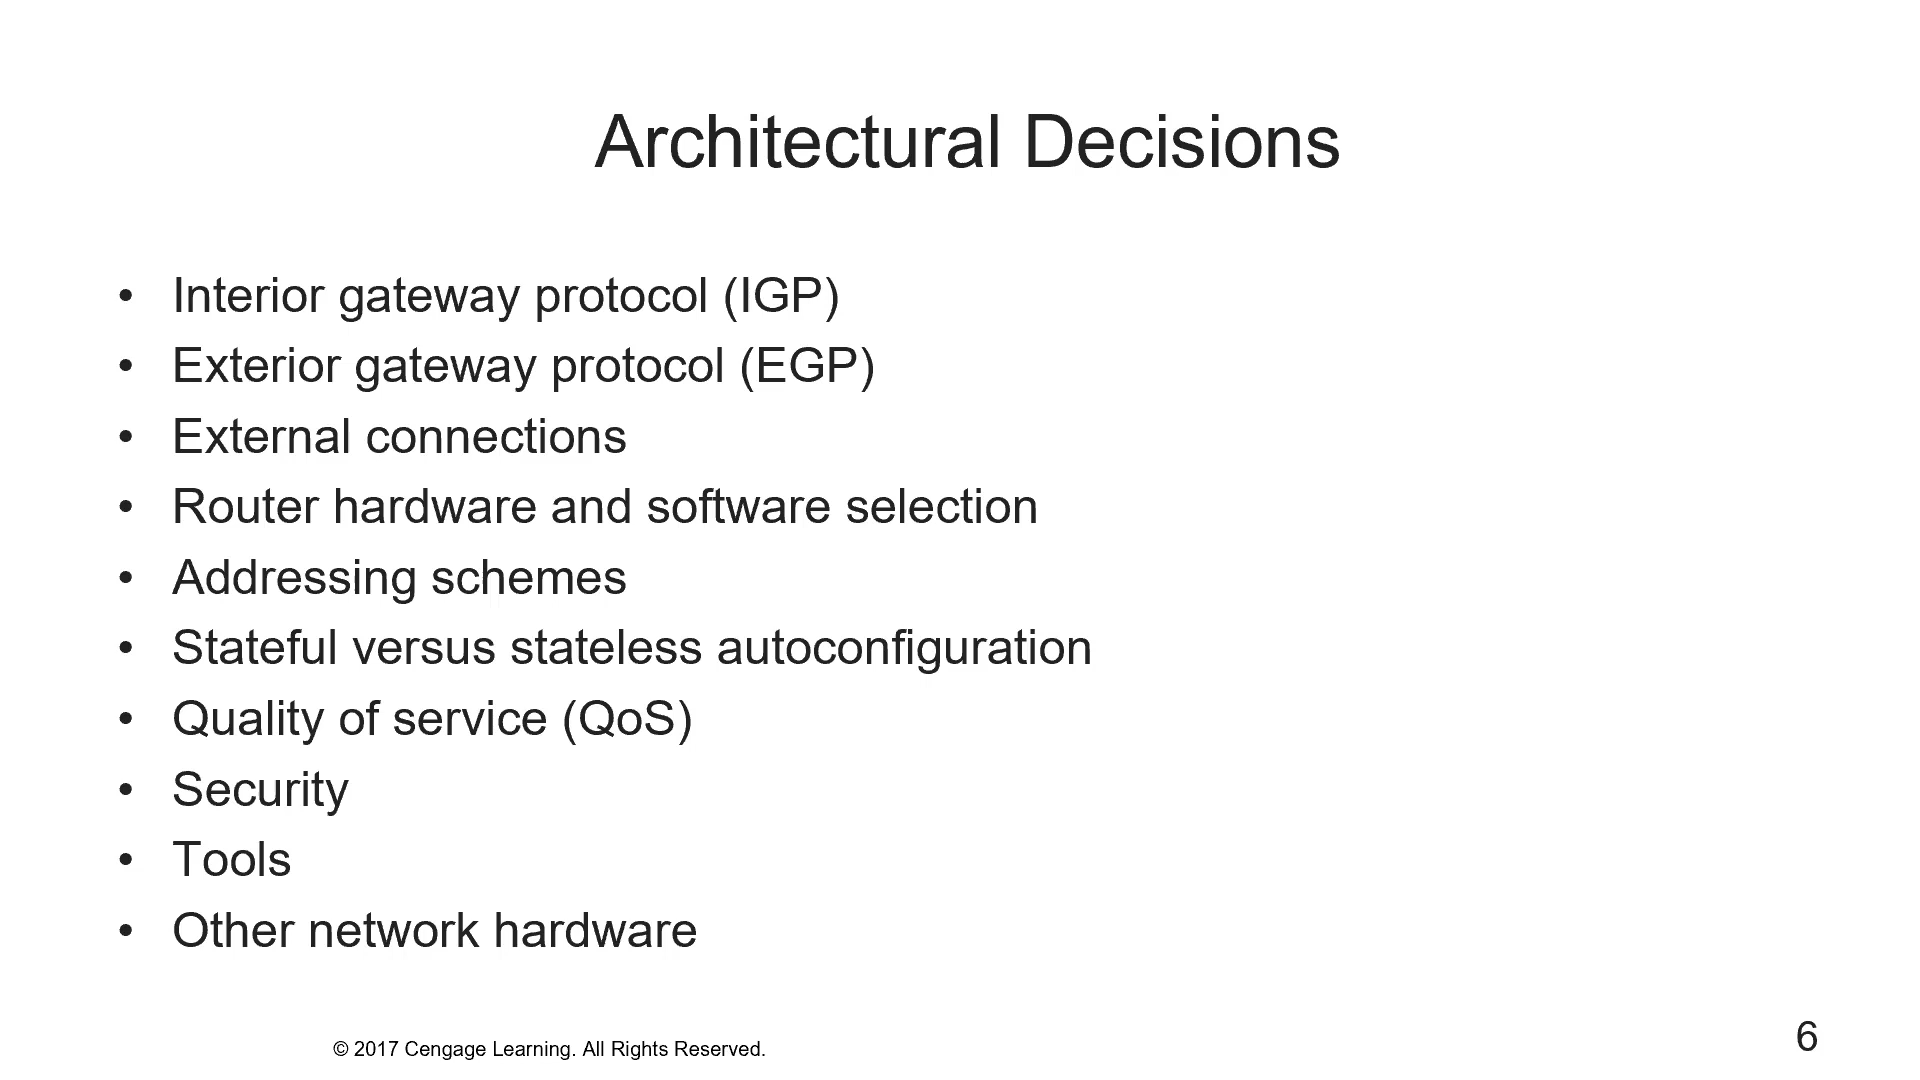 Architectural Decisions
• Interior gateway protocol (IGP)
• Exterior gateway protocol (EGP)
• External connections
• Router hardware and software selection
• Addressing schemes
• Stateful versus stateless autoconfiguration
• Quality of service (QoS)
• Security
• Tools
• Other network hardware
© 2017 Cengage Learning. All Rights Reserved.
6